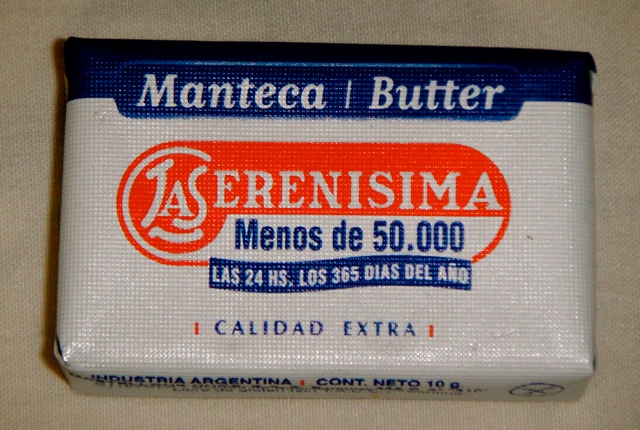 Manteca | Butter
LA SERENISIMA
Menos de 50.000
LAS 24 HS. LOS 365 DIAS DEL AÑO
CALIDAD EXTRA
INDUSTRIA ARGENTINA | CONT. NETO 10 g.